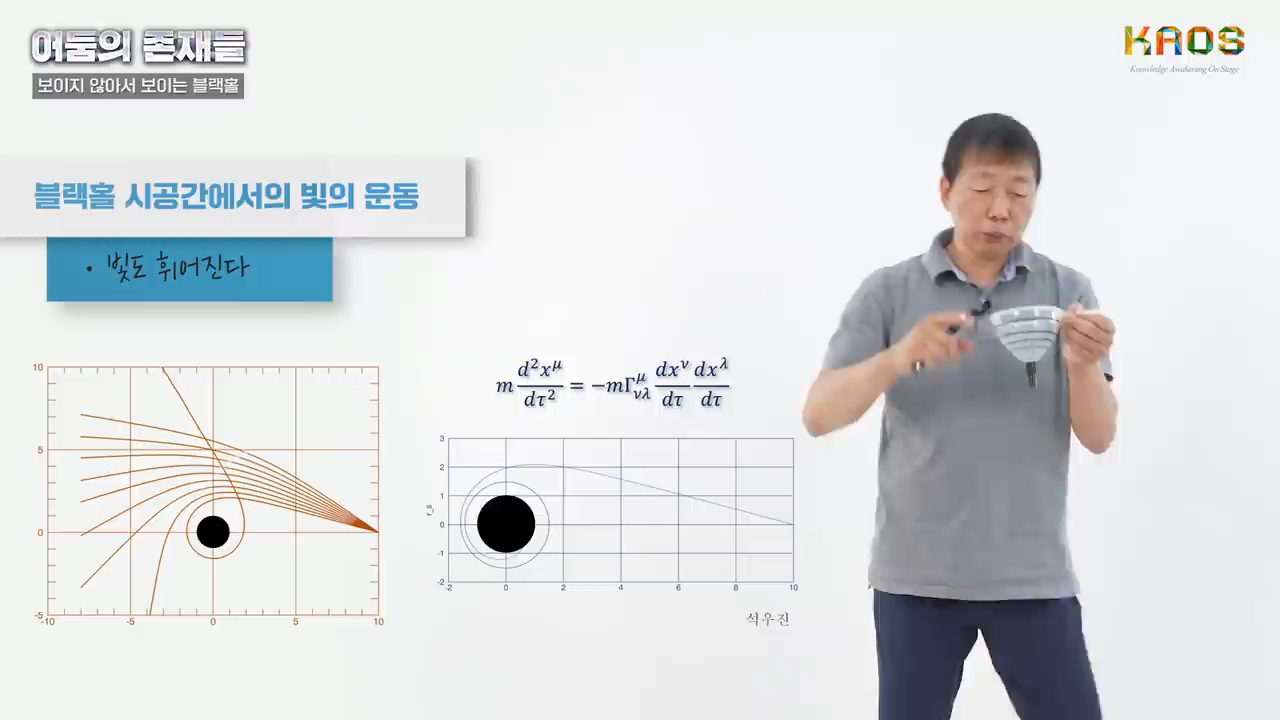 어둠의 존재들
보이지 않아서 보이는 블랙홀
KAOS
Knowledge Awakening On Stage
블랙홀 시공간에서의 빛의 운동
• 빛도 휘어진다
m d²x^μ/dτ² = −mΓ^μ_νλ dx^ν/dτ dx^λ/dτ
10
5
0
-5
-10 -5 0 5 10
3
2
1
0
-1
-2
r_s
-2 0 2 4 6 8 10
석우진